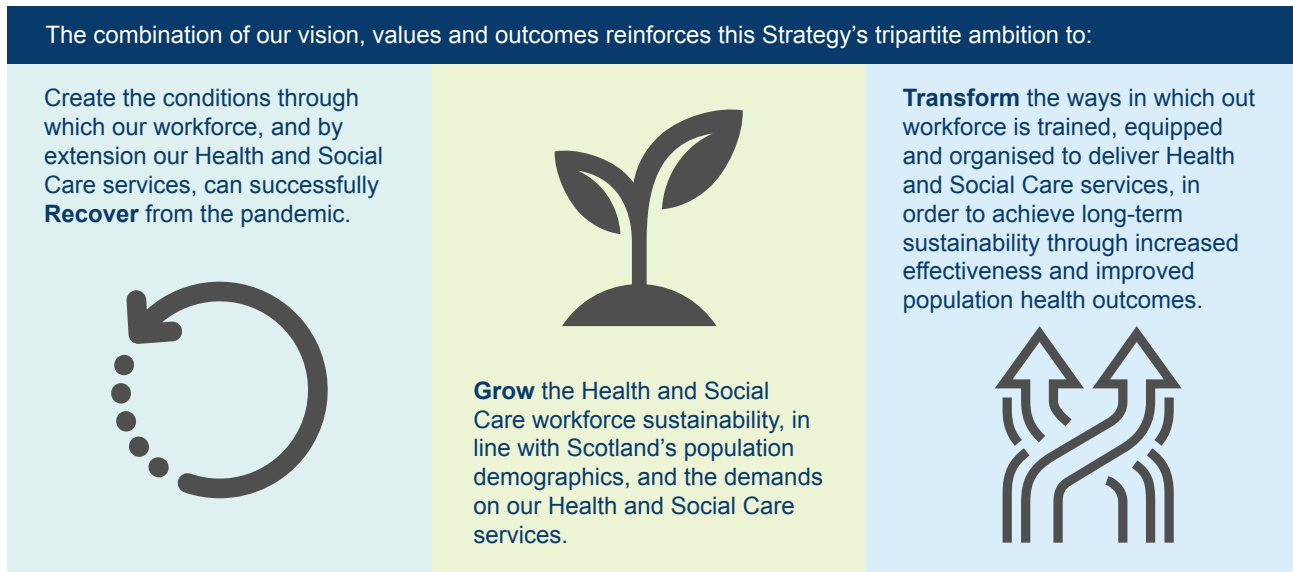 The combination of our vision, values and outcomes reinforces this Strategy's tripartite ambition to:
Create the conditions through
which our workforce, and by
extension our Health and Social
Care services, can successfully
Recover from the pandemic.
Grow the Health and Social
Care workforce sustainability, in
line with Scotland's population
demographics, and the demands
on our Health and Social Care
services.
Transform the ways in which out
workforce is trained, equipped
and organised to deliver Health
and Social Care services, in
order to achieve long-term
sustainability through increased
effectiveness and improved
population health outcomes.